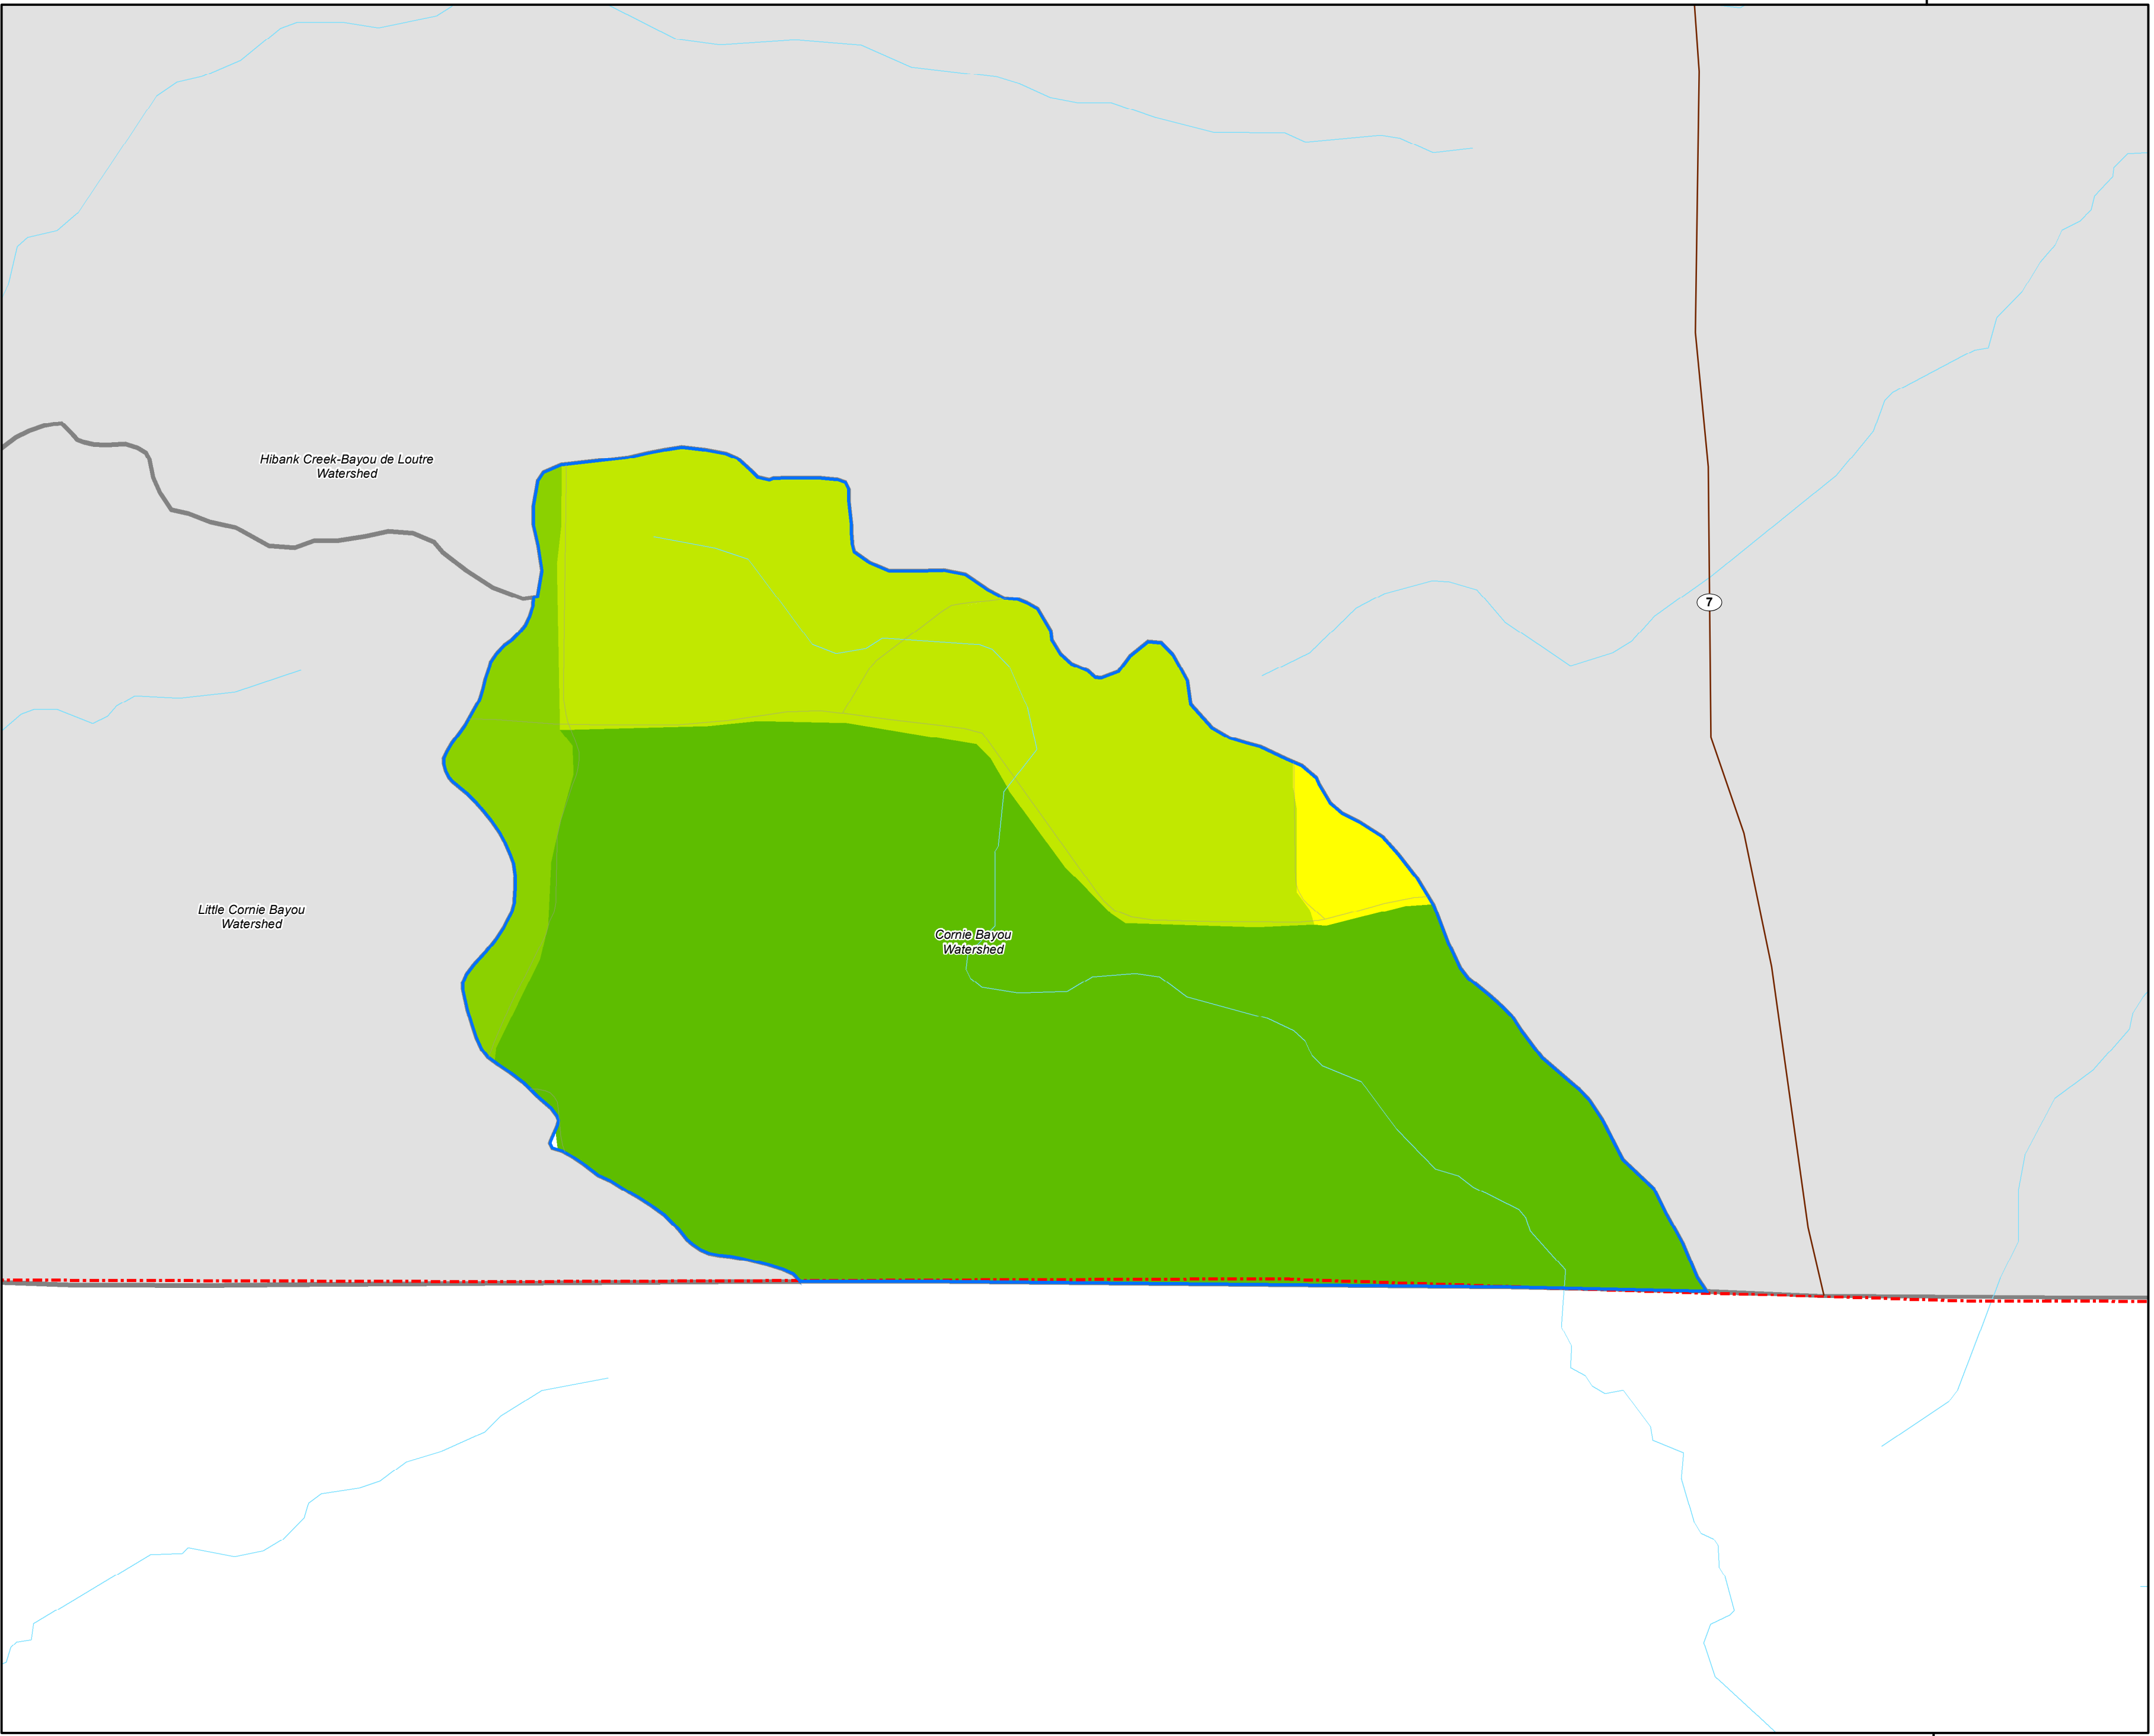 Hibank Creek-Bayou de Loutre
Watershed
7
Little Cornie Bayou
Watershed
Cornie Bayou
Watershed